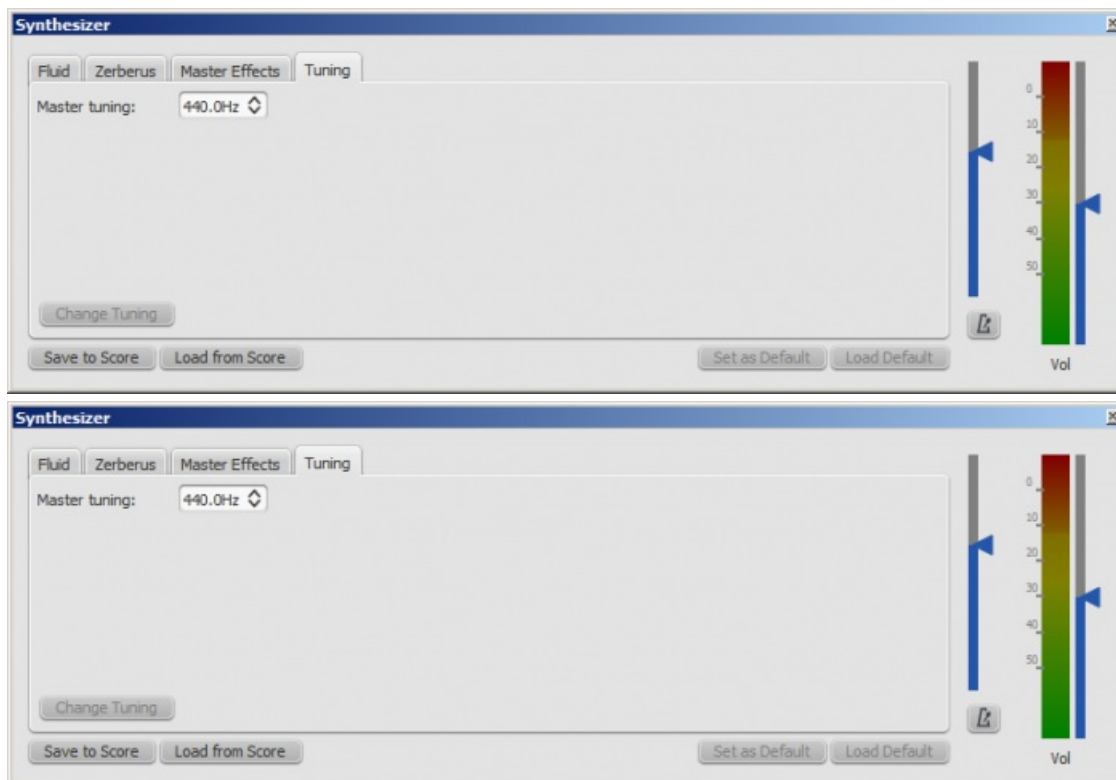 Synthesizer
Fluid Zerberus Master Effects Tuning
Master tuning: 440.0Hz
0
10
20
30
40
50
Change Tuning
Save to Score Load from Score Set as Default Load Default
Vol
Synthesizer
Fluid Zerberus Master Effects Tuning
Master tuning: 440.0Hz
0
10
20
30
40
50
Change Tuning
Save to Score Load from Score Set as Default Load Default
Vol